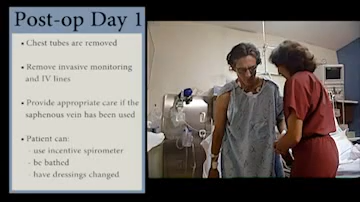 Post-op Day 1
• Chest tubes are removed
• Remove invasive monitoring
and IV lines
• Provide appropriate care if the
saphenous vein has been used
• Patient can:
- use incentive spirometer
- be bathed
- have dressings changed